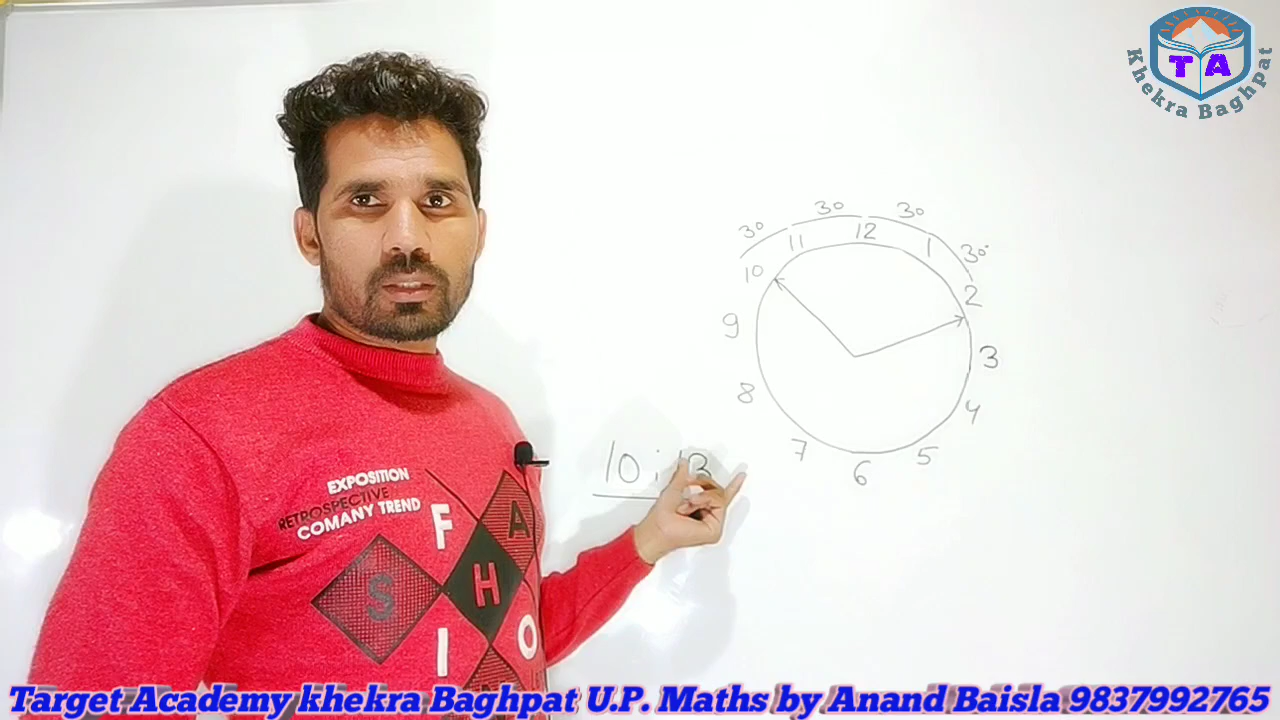 T A
Khekra Baghpat
30 30 30 30°
10 11 12 1 2
9 3
8 4
7 6 5
10:13
EXPOSITION
RETROSPECTIVE
COMANY TREND
F A
S H
I O
Target Academy khekra Baghpat U.P. Maths by Anand Baisla 9837992765